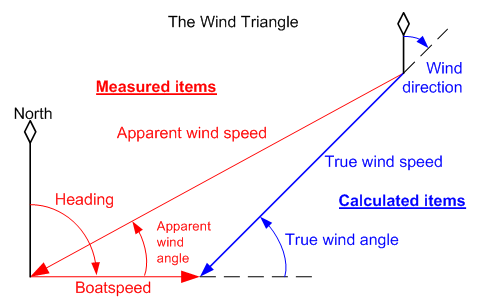 The Wind Triangle
Wind
direction
Measured items
North
Apparent wind speed
True wind speed
Heading
Calculated items
Apparent
wind
angle
True wind angle
Boatspeed